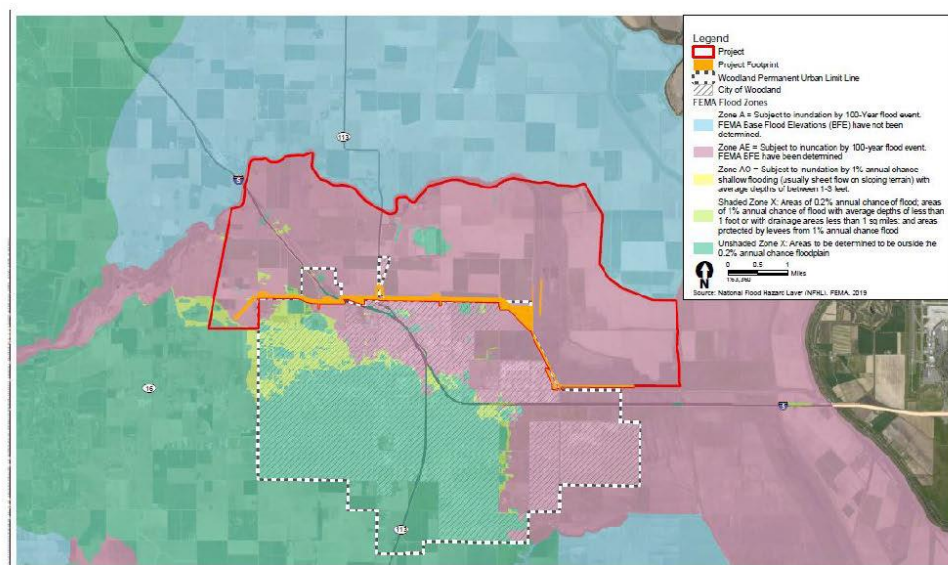 Legend
Project
Project Footprint
Woodland Permanent Urban Limit Line
City of Woodland
FEMA Flood Zones
Zone A = Subject to inundation by 100-Year flood event.
FEMA Base Flood Elevations (BFE) have not been
determined.
Zone AE = Subject to inundation by 100-year flood event.
FEMA BFE have been determined
Zone AO = Subject to inundation by 1% annual chance
shallow flooding (usually sheet flow on sloping terrain) with
average depths of between 1-3 feet.
Shaded Zone X: Areas of 0.2% annual chance of flood; areas
of 1% annual chance of flood with average depths of less than
1 foot or with drainage areas less than 1 sq miles; and areas
protected by levees from 1% annual chance flood
Unshaded Zone X: Areas to be determined to be outside the
0.2% annual chance floodplain
0 0.5 1
Miles
N
Source: National Flood Hazard Layer (NFHL), FEMA, 2019
113
5
16
5
113